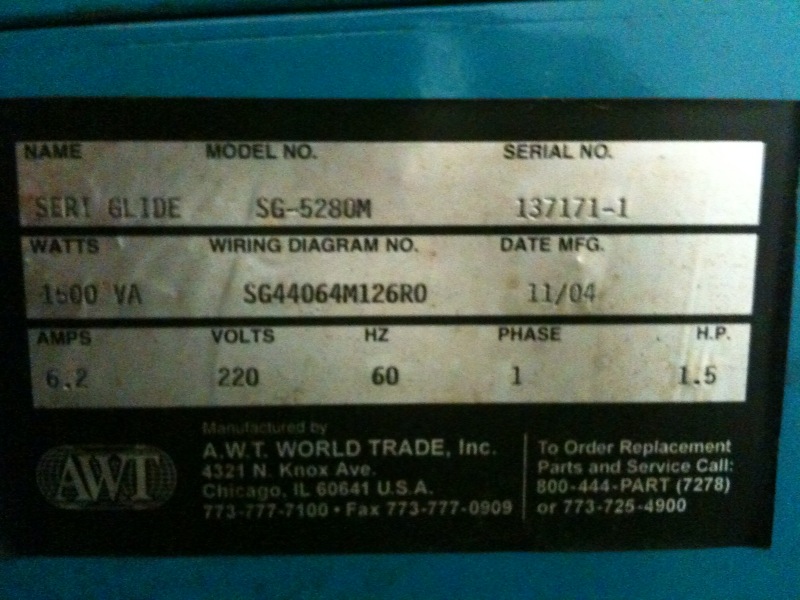 NAME MODEL NO. SERIAL NO.
SERI GLIDE SG-5280M 137171-1
WATTS WIRING DIAGRAM NO. DATE MFG.
1500 VA SG44064M126R0 11/04
AMPS VOLTS HZ PHASE H.P.
6.2 220 60 1 1.5
Manufactured by
A.W.T. WORLD TRADE, Inc.
4321 N. Knox Ave.
Chicago, IL 60641 U.S.A.
773-777-7100 • Fax 773-777-0909
AWT
To Order Replacement
Parts and Service Call:
800-444-PART (7278)
or 773-725-4900